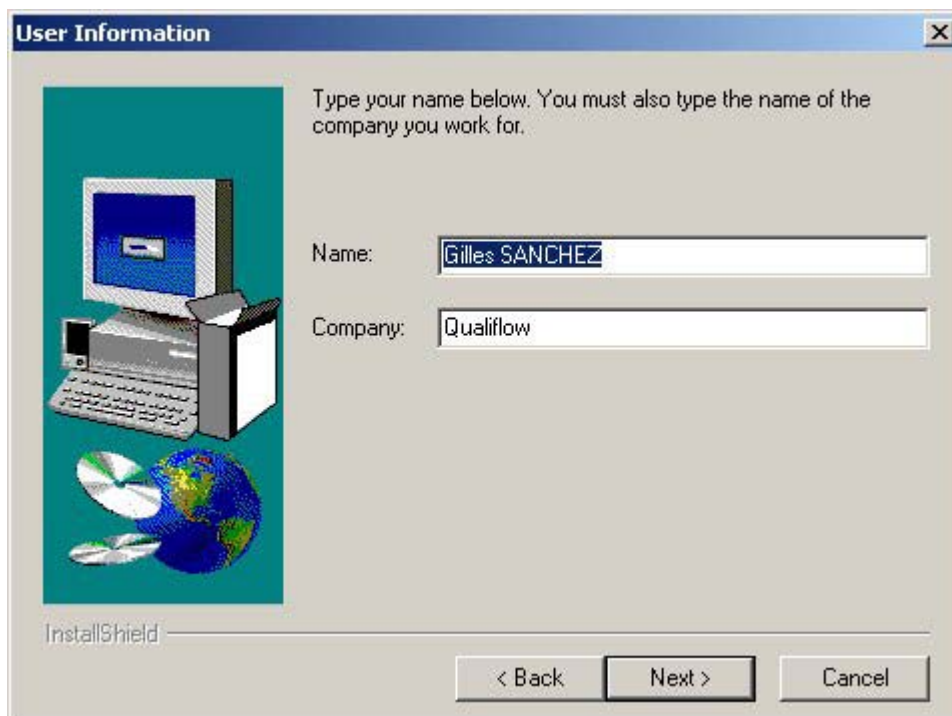 User Information
Type your name below. You must also type the name of the
company you work for.
Name:
Gilles SANCHEZ
Company:
Qualiflow
InstallShield
< Back
Next >
Cancel